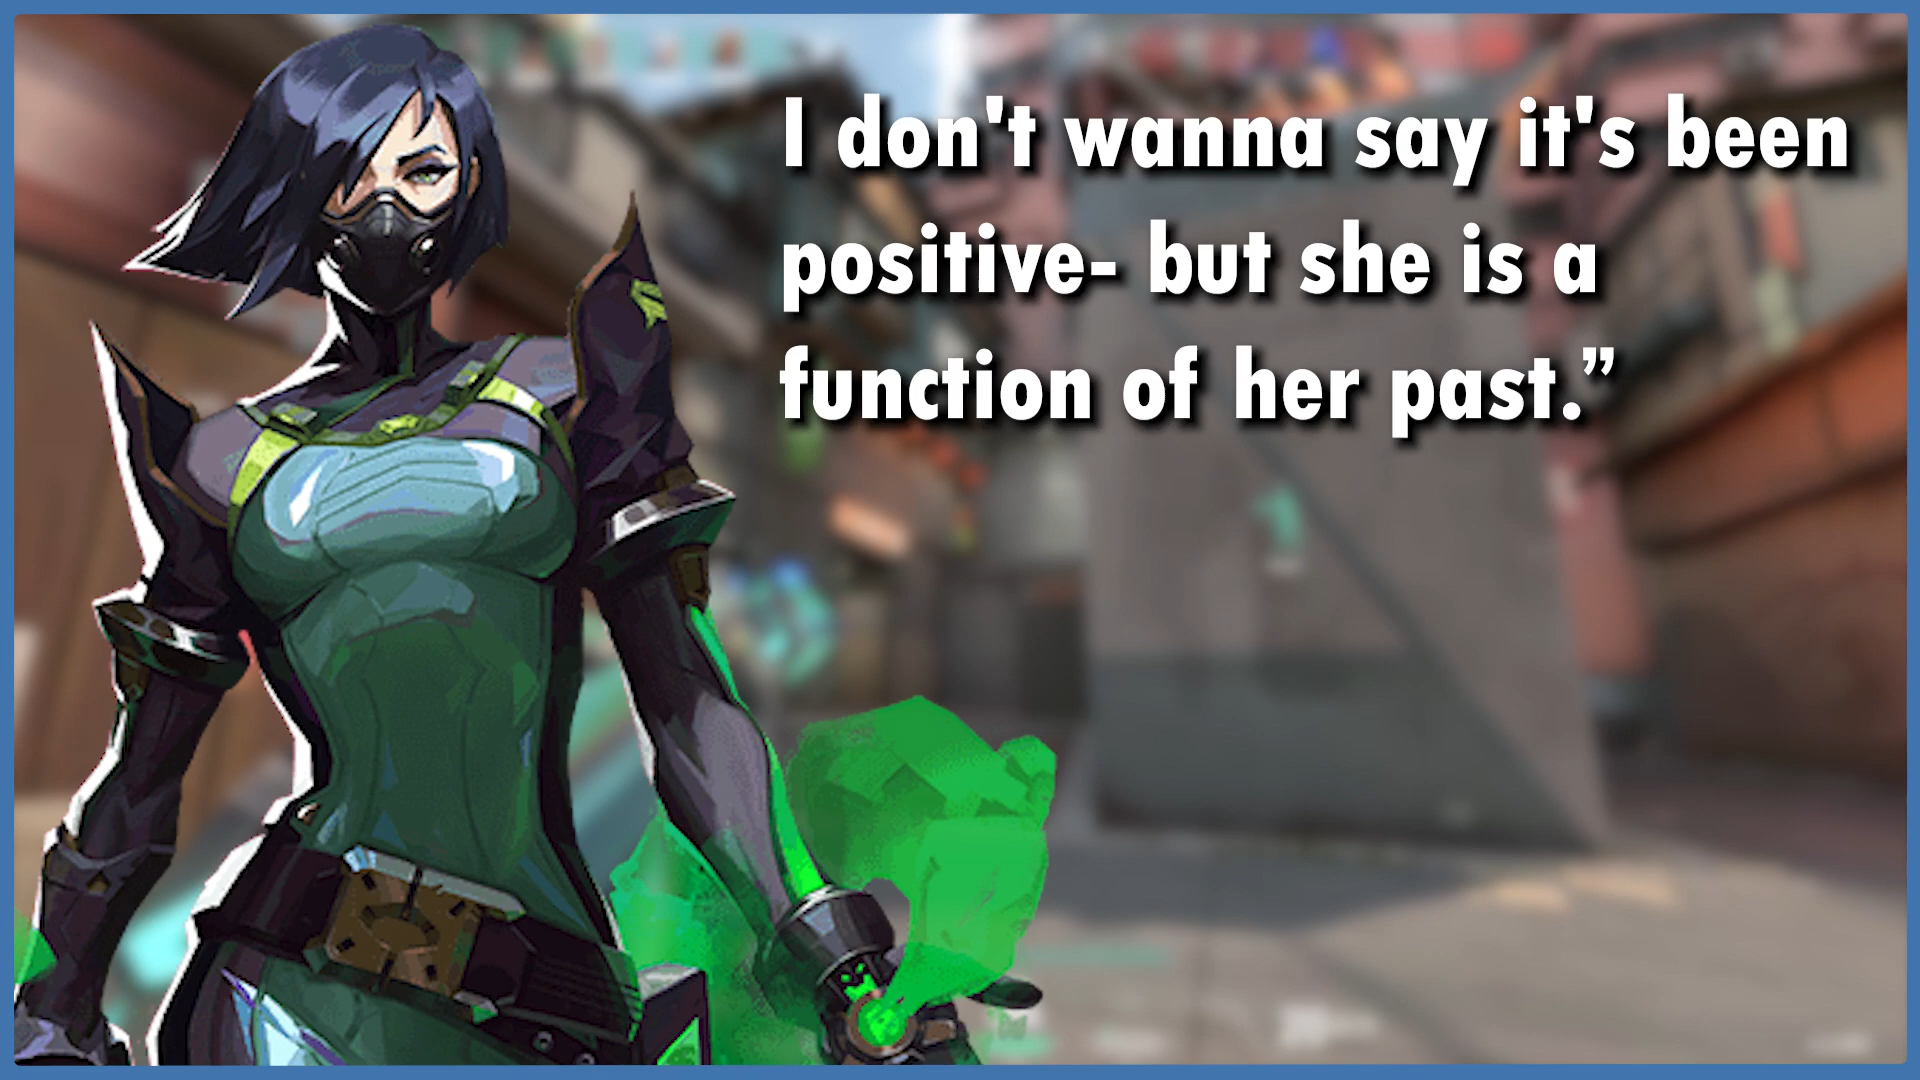 I don't wanna say it's been
positive- but she is a
function of her past.”